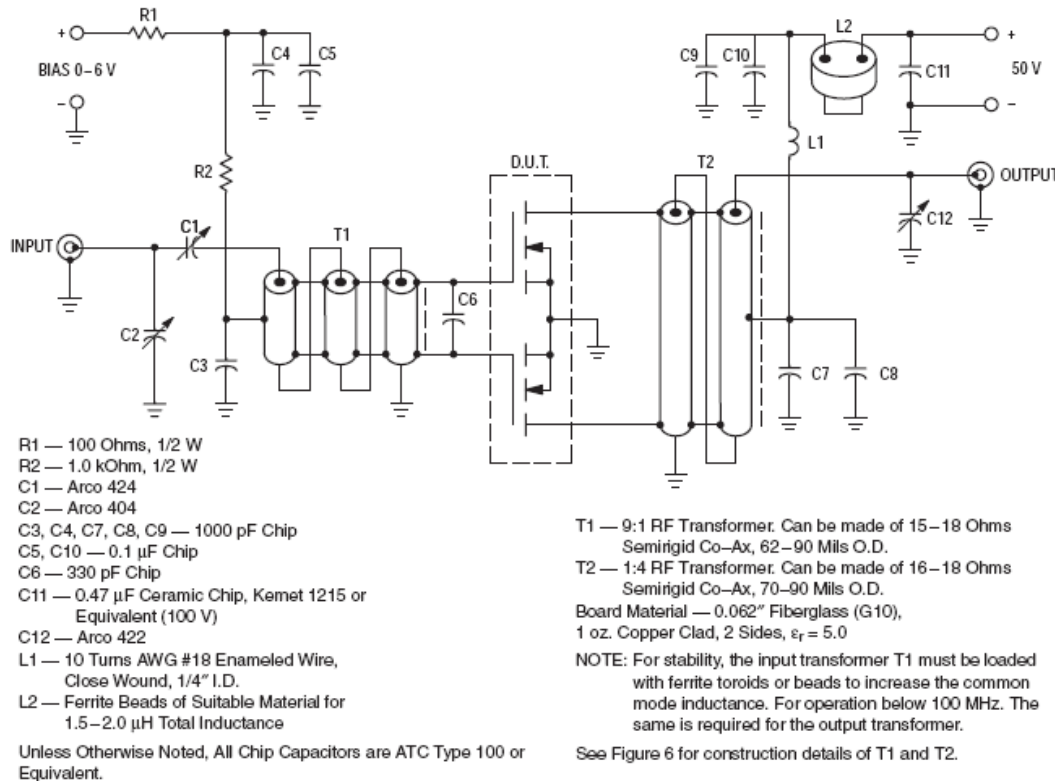 R1
+
BIAS 0–6 V
–
C4
C5
R2
C1
INPUT
C2
C3
T1
C6
D.U.T.
T2
C9
C10
L2
C11
+
50 V
–
L1
OUTPUT
C12
C7
C8
R1 — 100 Ohms, 1/2 W
R2 — 1.0 kOhm, 1/2 W
C1 — Arco 424
C2 — Arco 404
C3, C4, C7, C8, C9 — 1000 pF Chip
C5, C10 — 0.1 μF Chip
C6 — 330 pF Chip
C11 — 0.47 μF Ceramic Chip, Kemet 1215 or
Equivalent (100 V)
C12 — Arco 422
L1 — 10 Turns AWG #18 Enameled Wire,
Close Wound, 1/4″ I.D.
L2 — Ferrite Beads of Suitable Material for
1.5–2.0 μH Total Inductance
Unless Otherwise Noted, All Chip Capacitors are ATC Type 100 or
Equivalent.
T1 — 9:1 RF Transformer. Can be made of 15–18 Ohms
Semirigid Co–Ax, 62–90 Mils O.D.
T2 — 1:4 RF Transformer. Can be made of 16–18 Ohms
Semirigid Co–Ax, 70–90 Mils O.D.
Board Material — 0.062″ Fiberglass (G10),
1 oz. Copper Clad, 2 Sides, εr = 5.0
NOTE: For stability, the input transformer T1 must be loaded
with ferrite toroids or beads to increase the common
mode inductance. For operation below 100 MHz. The
same is required for the output transformer.
See Figure 6 for construction details of T1 and T2.